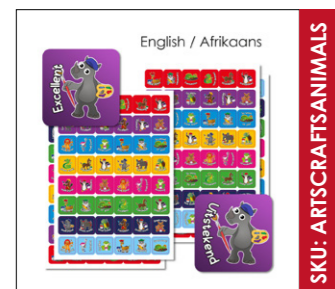 English / Afrikaans
Excellent
Uitstekend
SKU: ARTSCRAFTSANIMALS